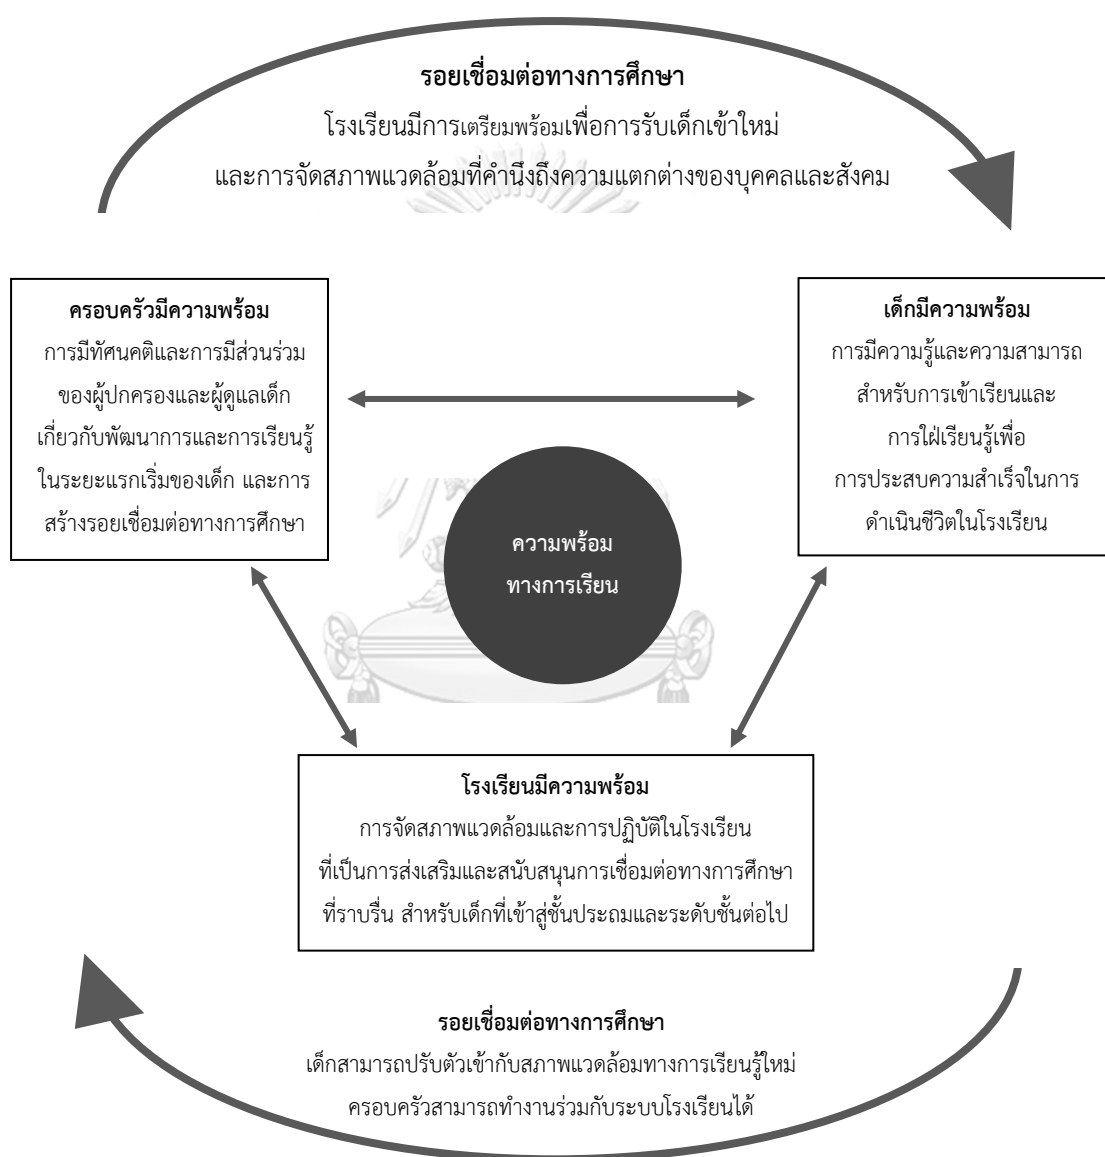 รอยเชื่อมต่อทางการศึกษา
โรงเรียนมีการเตรียมพร้อมเพื่อการรับเด็กเข้าใหม่
และการจัดสภาพแวดล้อมที่คำนึงถึงความแตกต่างของบุคคลและสังคม
ครอบครัวมีความพร้อม
การมีทัศนคติและการมีส่วนร่วม
ของผู้ปกครองและผู้ดูแลเด็ก
เกี่ยวกับพัฒนาการและการเรียนรู้
ในระยะแรกเริ่มของเด็ก และการ
สร้างรอยเชื่อมต่อทางการศึกษา
เด็กมีความพร้อม
การมีความรู้และความสามารถ
สำหรับการเข้าเรียนและ
การใฝ่เรียนรู้เพื่อ
การประสบความสำเร็จในการ
ดำเนินชีวิตในโรงเรียน
ความพร้อม
ทางการเรียน
โรงเรียนมีความพร้อม
การจัดสภาพแวดล้อมและการปฏิบัติในโรงเรียน
ที่เป็นการส่งเสริมและสนับสนุนการเชื่อมต่อทางการศึกษา
ที่ราบรื่น สำหรับเด็กที่เข้าสู่ชั้นประถมและระดับชั้นต่อไป
รอยเชื่อมต่อทางการศึกษา
เด็กสามารถปรับตัวเข้ากับสภาพแวดล้อมทางการเรียนรู้ใหม่
ครอบครัวสามารถทำงานร่วมกับระบบโรงเรียนได้